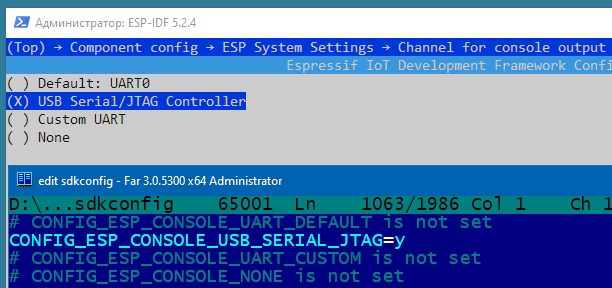 Администратор: ESP-IDF 5.2.4
(Top) → Component config → ESP System Settings → Channel for console output
Espressif IoT Development Framework Confi
( ) Default: UART0
(X) USB Serial/JTAG Controller
( ) Custom UART
( ) None
edit sdkconfig - Far 3.0.5300 x64 Administrator
D:\...sdkconfig 65001 Ln 1063/1986 Col 1 Ch 1
# CONFIG_ESP_CONSOLE_UART_DEFAULT is not set
CONFIG_ESP_CONSOLE_USB_SERIAL_JTAG=y
# CONFIG_ESP_CONSOLE_UART_CUSTOM is not set
# CONFIG_ESP_CONSOLE_NONE is not set